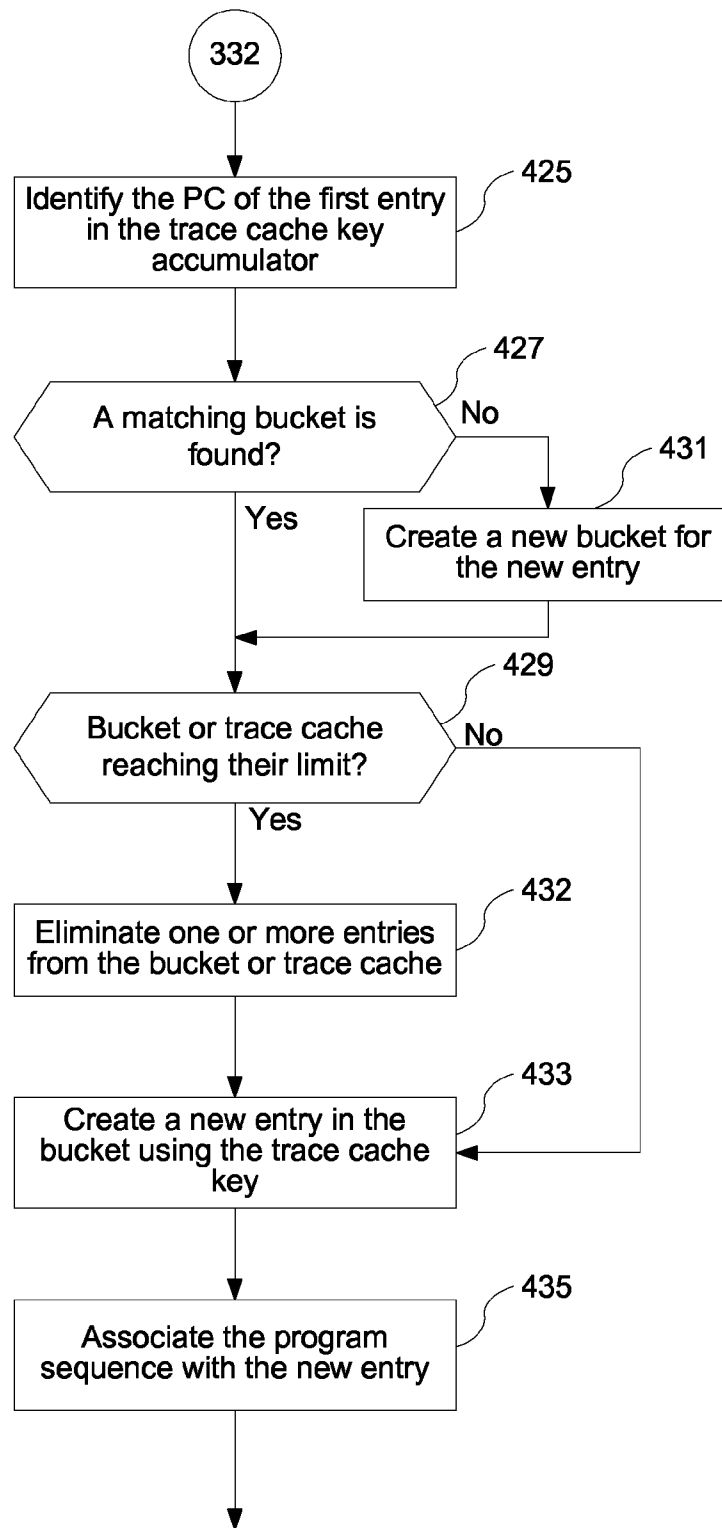 332
425
Identify the PC of the first entry
in the trace cache key
accumulator
427
A matching bucket is
found?
No
Yes
431
Create a new bucket for
the new entry
429
Bucket or trace cache
reaching their limit?
No
Yes
432
Eliminate one or more entries
from the bucket or trace cache
433
Create a new entry in the
bucket using the trace cache
key
435
Associate the program
sequence with the new entry